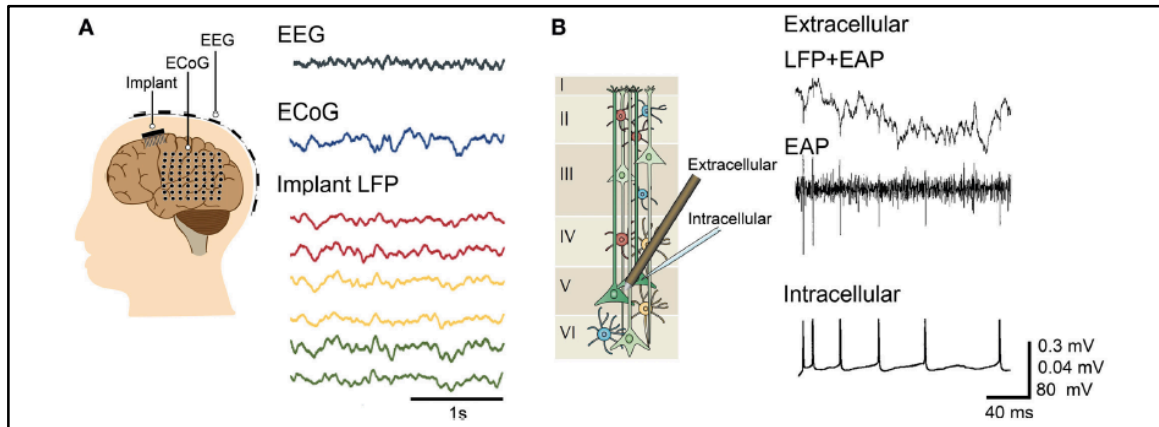 A
EEG
ECoG
Implant
EEG
ECoG
Implant LFP
1s
B
I
II
III
IV
V
VI
Extracellular
Intracellular
Extracellular
LFP+EAP
EAP
Intracellular
0.3 mV
0.04 mV
80 mV
40 ms